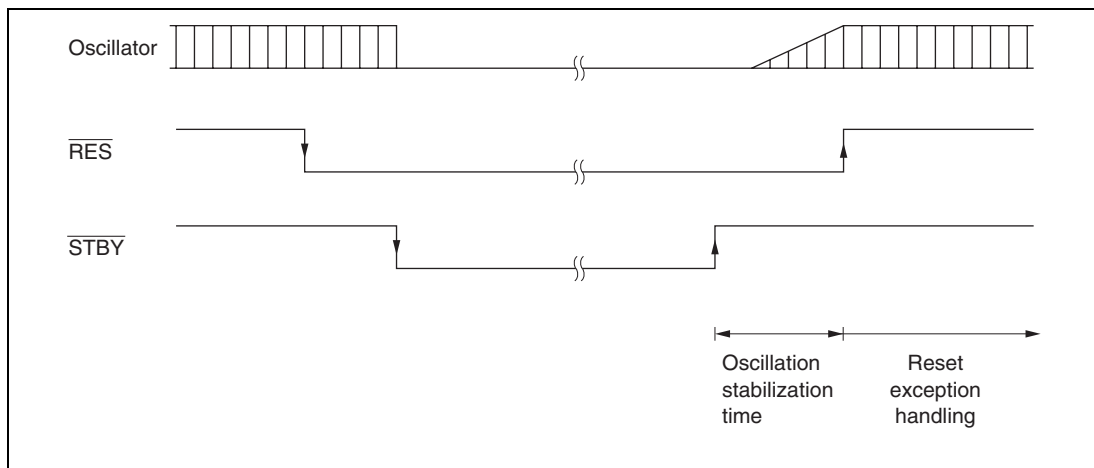 Oscillator
RES
STBY
Oscillation
stabilization
time
Reset
exception
handling